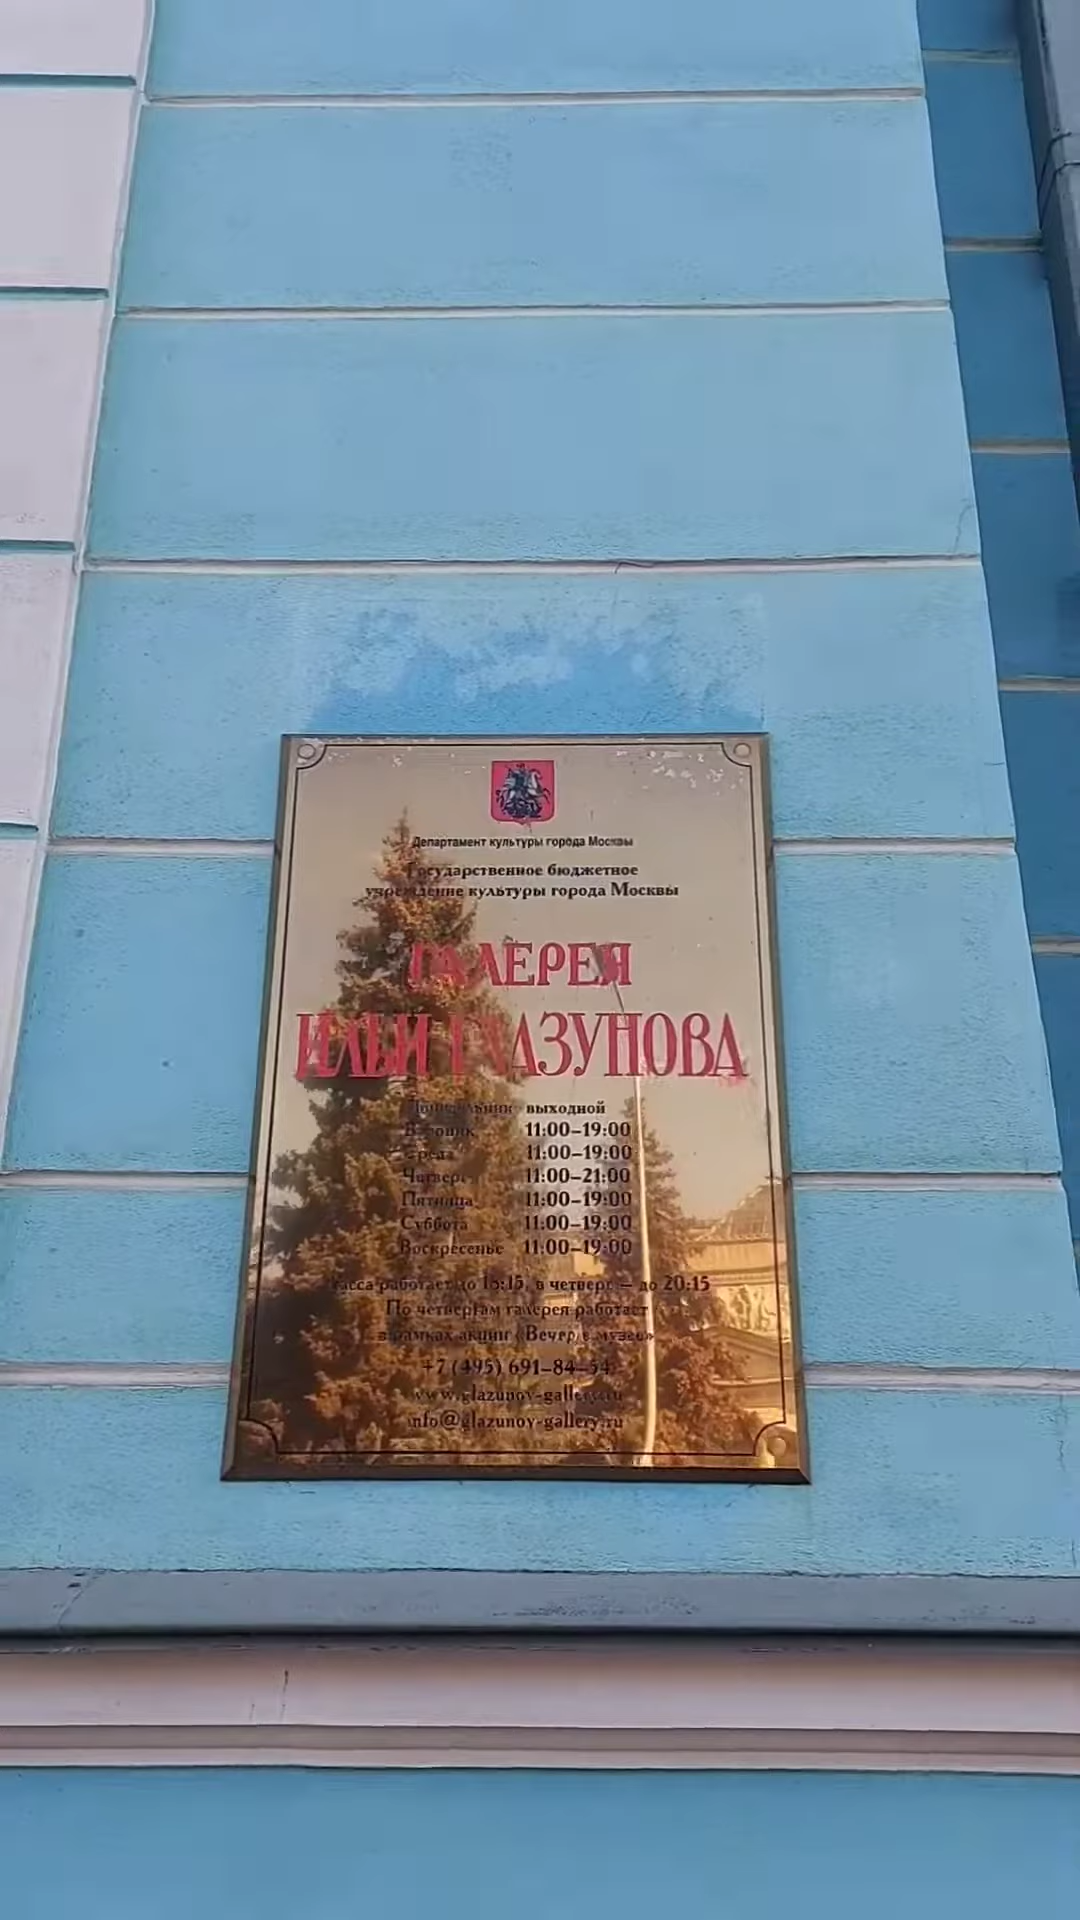 Департамент культуры города Москвы
Государственное бюджетное
учреждение культуры города Москвы
ГАЛЕРЕЯ
ИЛЬИ ГЛАЗУНОВА
Понедельник выходной
Вторник 11:00–19:00
Среда 11:00–19:00
Четверг 11:00–21:00
Пятница 11:00–19:00
Суббота 11:00–19:00
Воскресенье 11:00–19:00
Касса работает до 18:15, в четверг — до 20:15
По четвергам галерея работает
в рамках акции «Вечер в музее»
+7 (495) 691–84–54
www.glazunov-gallery.ru
info@glazunov-gallery.ru